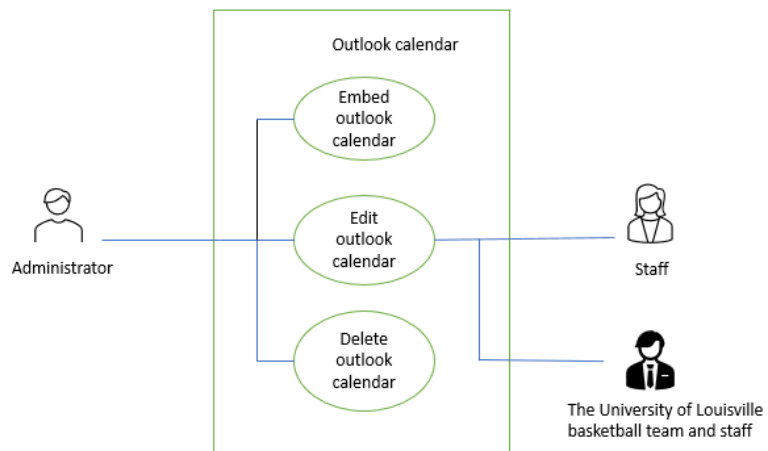 Outlook calendar
Embed
outlook
calendar
Edit
outlook
calendar
Administrator
Staff
Delete
outlook
calendar
The University of Louisville
basketball team and staff